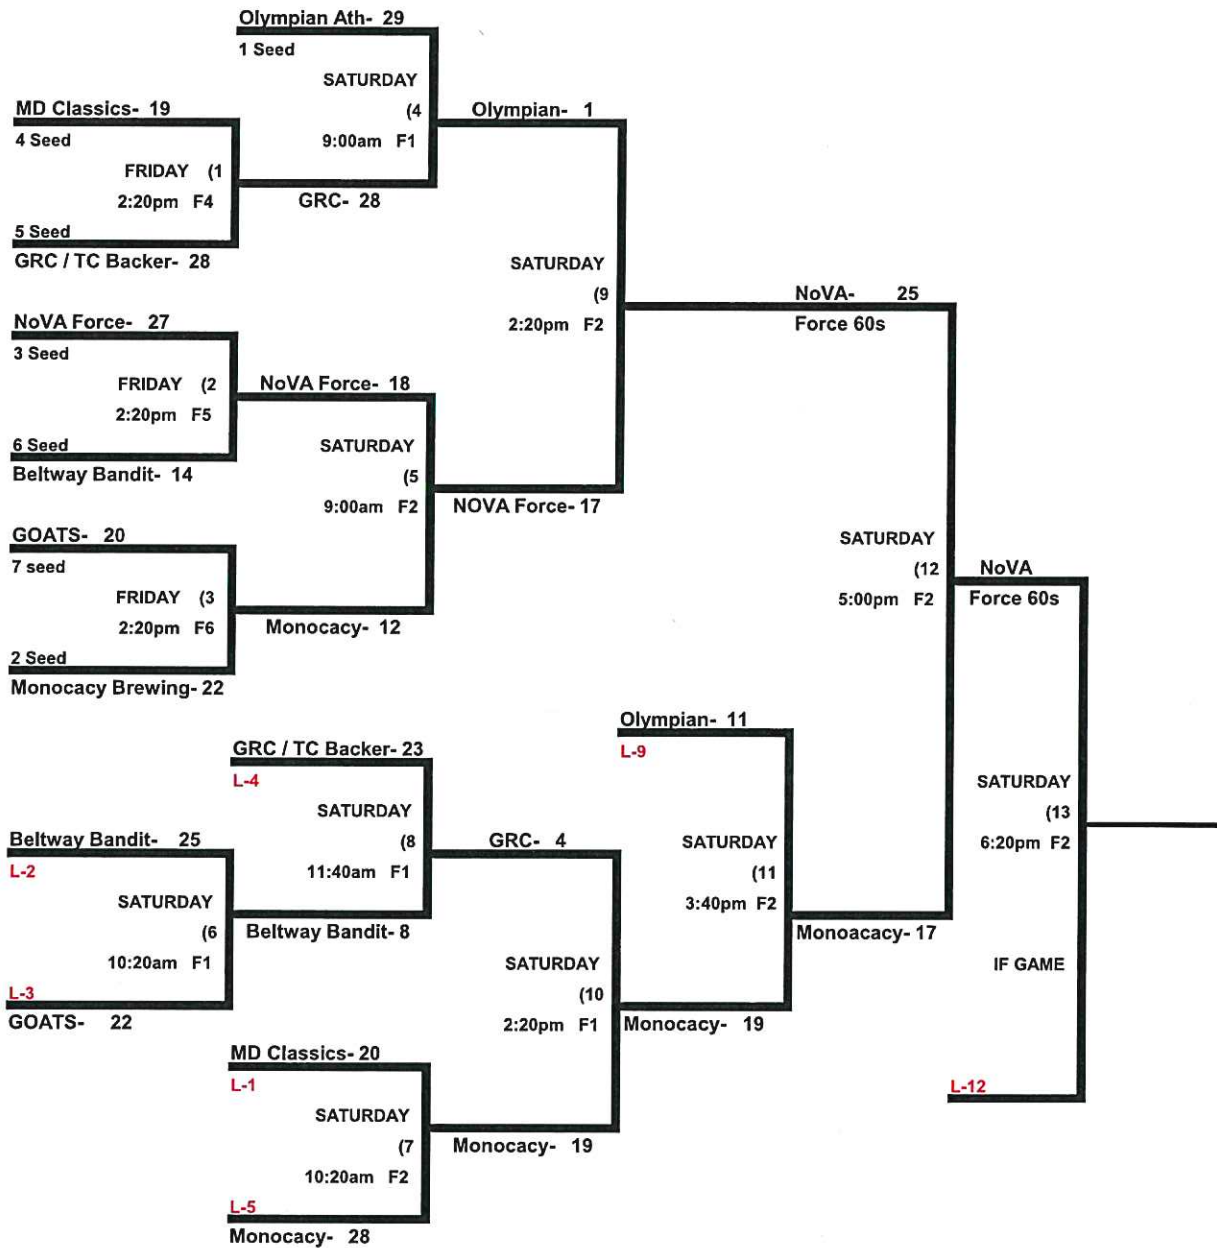 Olympian Ath- 29
1 Seed
SATURDAY
(4
9:00am F1
MD Classics- 19
4 Seed
FRIDAY (1
2:20pm F4
5 Seed
GRC / TC Backer- 28
GRC- 28
Olympian- 1
NoVA Force- 27
3 Seed
FRIDAY (2
2:20pm F5
6 Seed
Beltway Bandit- 14
NoVA Force- 18
SATURDAY
(5
9:00am F2
GOATS- 20
7 seed
FRIDAY (3
2:20pm F6
2 Seed
Monocacy Brewing- 22
Monocacy- 12
NOVA Force- 17
SATURDAY
(9
2:20pm F2
NoVA- 25
Force 60s
SATURDAY
(12
5:00pm F2
NoVA
Force 60s
GRC / TC Backer- 23
L-4
SATURDAY
(8
11:40am F1
Beltway Bandit- 25
L-2
SATURDAY
(6
10:20am F1
L-3
GOATS- 22
Beltway Bandit- 8
GRC- 4
MD Classics- 20
L-1
SATURDAY
(7
10:20am F2
L-5
Monocacy- 28
Monocacy- 19
SATURDAY
(10
2:20pm F1
Olympian- 11
L-9
SATURDAY
(11
3:40pm F2
Monocacy- 19
Monoacacy- 17
SATURDAY
(13
6:20pm F2
IF GAME
L-12